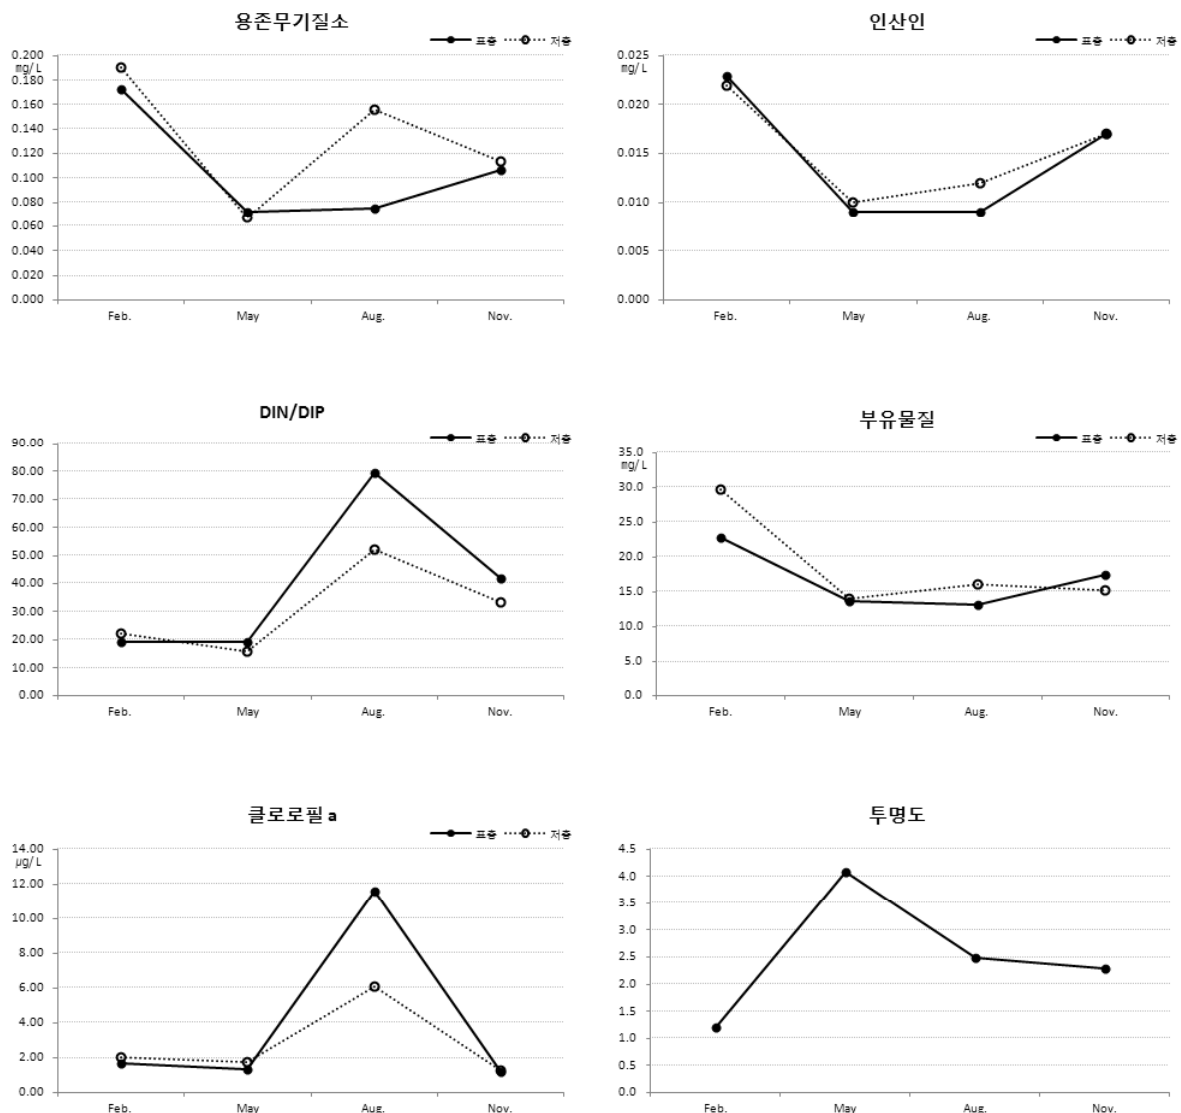 용존무기질소
표층 저층
0.200
mg/L
0.180
0.160
0.140
0.120
0.100
0.080
0.060
0.040
0.020
0.000
Feb. May Aug. Nov.
인산인
표층 저층
0.025
mg/L
0.020
0.015
0.010
0.005
0.000
Feb. May Aug. Nov.
DIN/DIP
표층 저층
90.00
80.00
70.00
60.00
50.00
40.00
30.00
20.00
10.00
0.00
Feb. May Aug. Nov.
부유물질
표층 저층
35.0
mg/L
30.0
25.0
20.0
15.0
10.0
5.0
0.0
Feb. May Aug. Nov.
클로로필 a
표층 저층
14.00
μg/L
12.00
10.00
8.00
6.00
4.00
2.00
0.00
Feb. May Aug. Nov.
투명도
4.5
4.0
3.5
3.0
2.5
2.0
1.5
1.0
0.5
0.0
Feb. May Aug. Nov.